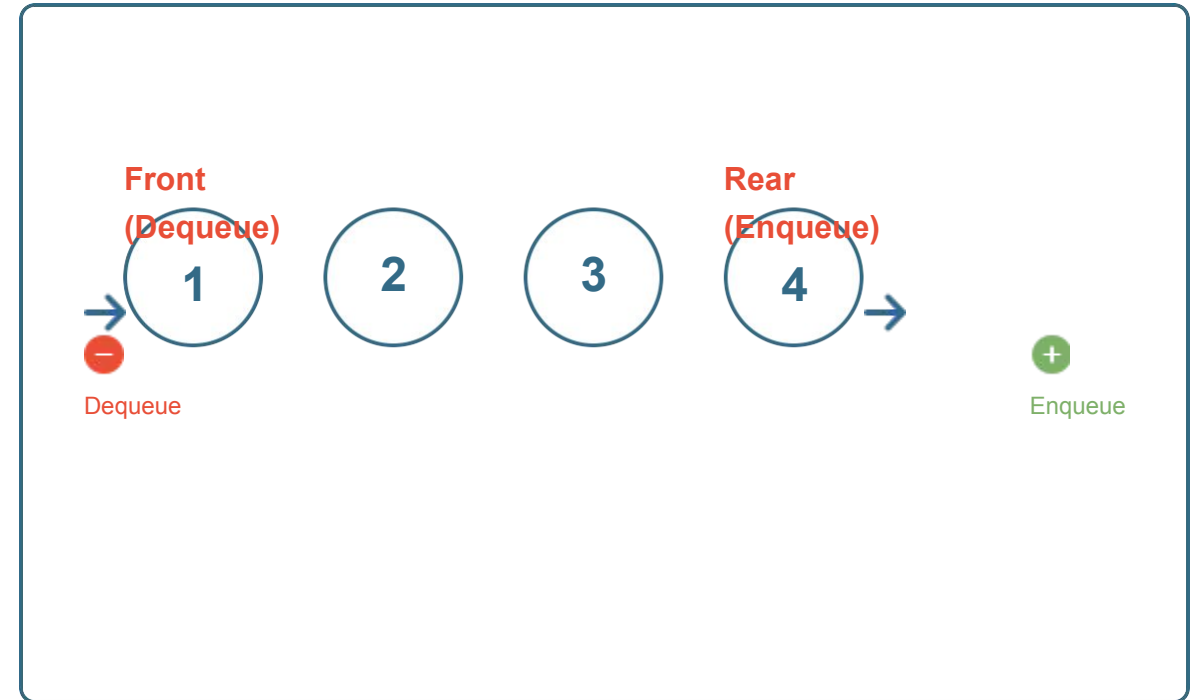 Front
(Dequeue)
Rear
(Enqueue)
1
2
3
4
Dequeue
Enqueue